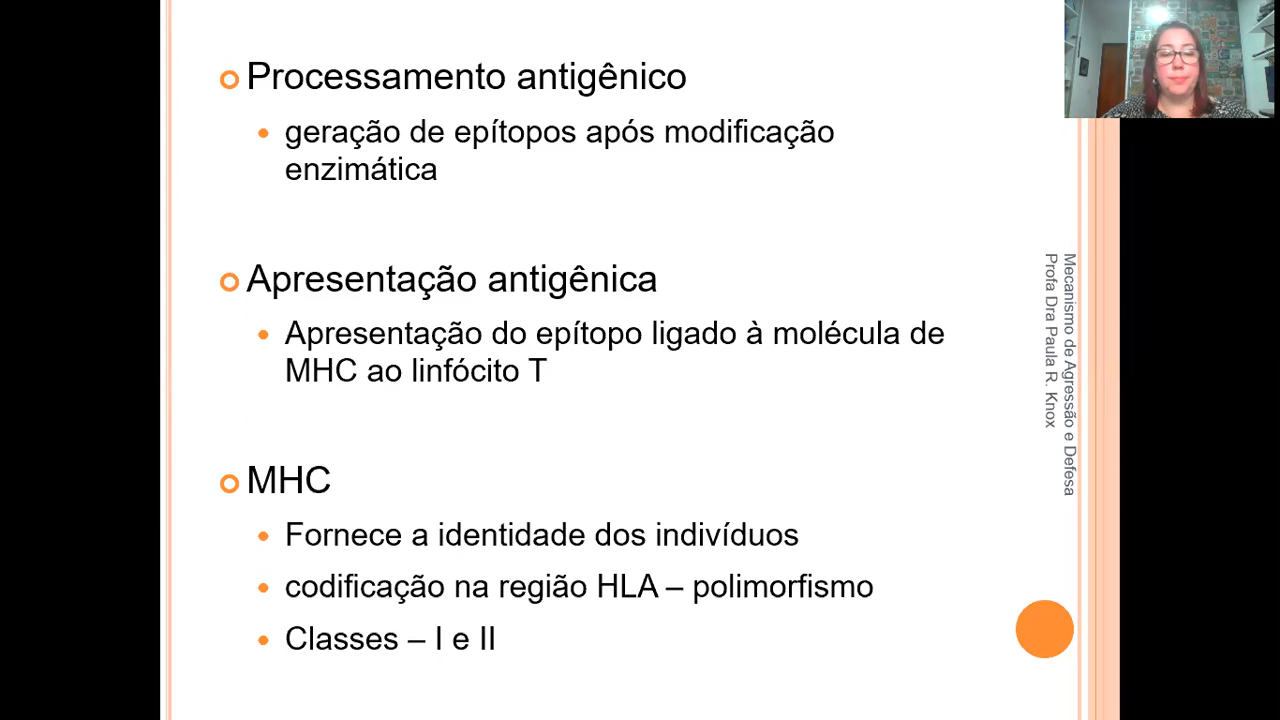 Processamento antigênico
geração de epítopos após modificação
enzimática
Apresentação antigênica
Apresentação do epítopo ligado à molécula de
MHC ao linfócito T
MHC
Fornece a identidade dos indivíduos
codificação na região HLA – polimorfismo
Classes – I e II
Mecanismo de Agressão e Defesa
Profa Dra Paula R. Knox